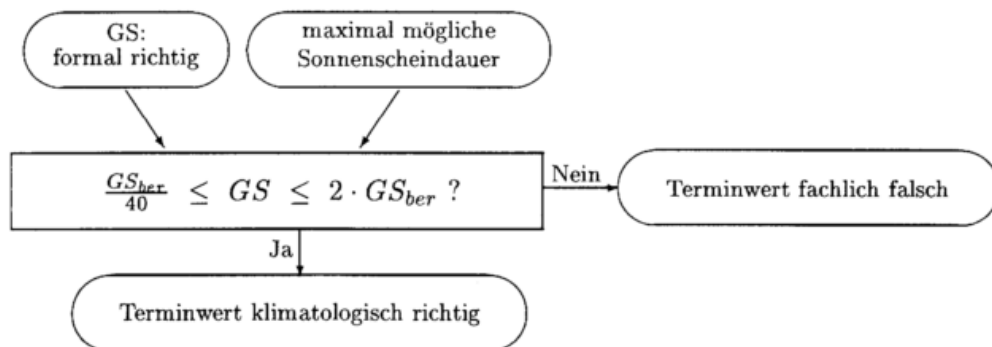 GS:
formal richtig
maximal mögliche
Sonnenscheindauer
GS_ber/40 ≤ GS ≤ 2 · GS_ber ?
Nein
Terminwert fachlich falsch
Ja
Terminwert klimatologisch richtig